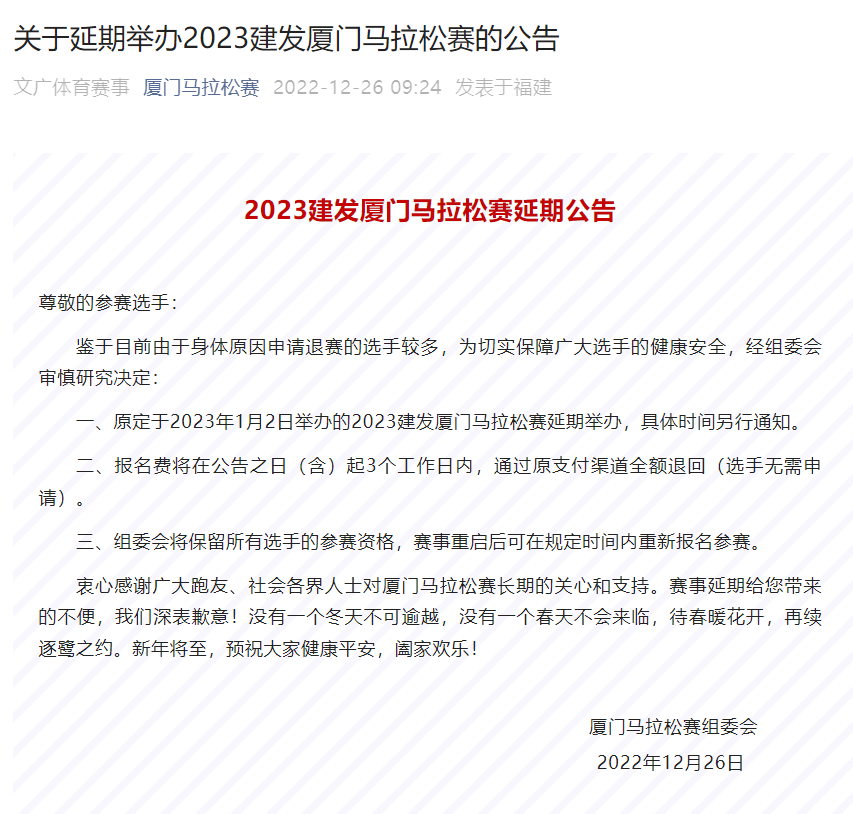 关于延期举办2023建发厦门马拉松赛的公告
文广体育赛事 厦门马拉松赛 2022-12-26 09:24 发表于福建
2023建发厦门马拉松赛延期公告
尊敬的参赛选手：
鉴于目前由于身体原因申请退赛的选手较多，为切实保障广大选手的健康安全，经组委会
审慎研究决定：
一、原定于2023年1月2日举办的2023建发厦门马拉松赛延期举办，具体时间另行通知。
二、报名费将在公告之日（含）起3个工作日内，通过原支付渠道全额退回（选手无需申
请）。
三、组委会将保留所有选手的参赛资格，赛事重启后可在规定时间内重新报名参赛。
衷心感谢广大跑友、社会各界人士对厦门马拉松赛长期的关心和支持。赛事延期给您带来
的不便，我们深表歉意！没有一个冬天不可逾越，没有一个春天不会来临，待春暖花开，再续
逐鹭之约。新年将至，预祝大家健康平安，阖家欢乐！
厦门马拉松赛组委会
2022年12月26日